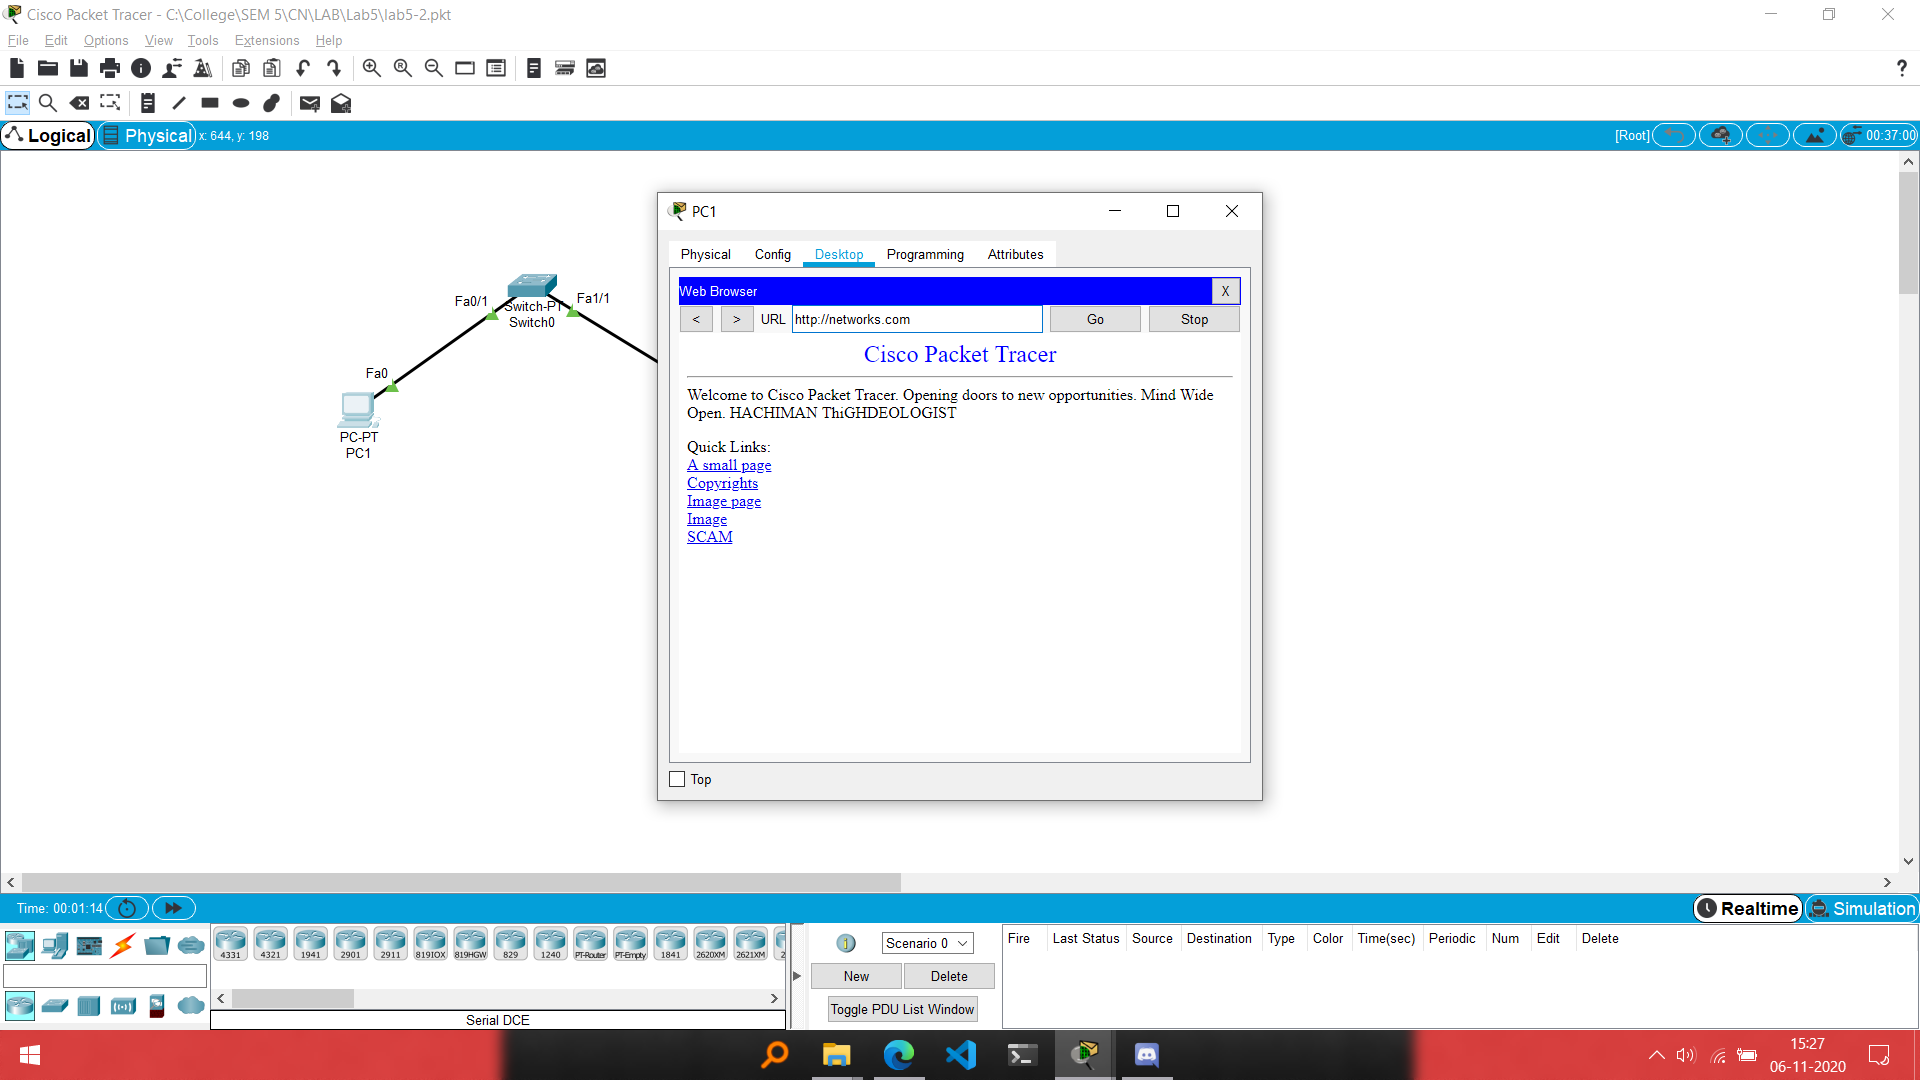 Cisco Packet Tracer - C:\College\SEM 5\CN\LAB\Lab5\lab5-2.pkt
File Edit Options View Tools Extensions Help
?
Logical Physical x: 644, y: 198 [Root] 00:37:00
PC1
Physical Config Desktop Programming Attributes
Web Browser X
< > URL http://networks.com Go Stop
Cisco Packet Tracer
Welcome to Cisco Packet Tracer. Opening doors to new opportunities. Mind Wide
Open. HACHIMAN ThiGHDEOLOGIST
Quick Links:
A small page
Copyrights
Image page
Image
SCAM
Top
Fa0/1 Fa1/1
Switch-PT
Switch0
Fa0
PC-PT
PC1
Time: 00:01:14 Realtime Simulation
4331 4321 1941 2901 2911 819IOX 819HGW 829 1240 PT-Router PT-Empty 1841 2620XM 2621XM 2
Serial DCE
Scenario 0
New Delete
Toggle PDU List Window
Fire Last Status Source Destination Type Color Time(sec) Periodic Num Edit Delete
15:27
06-11-2020